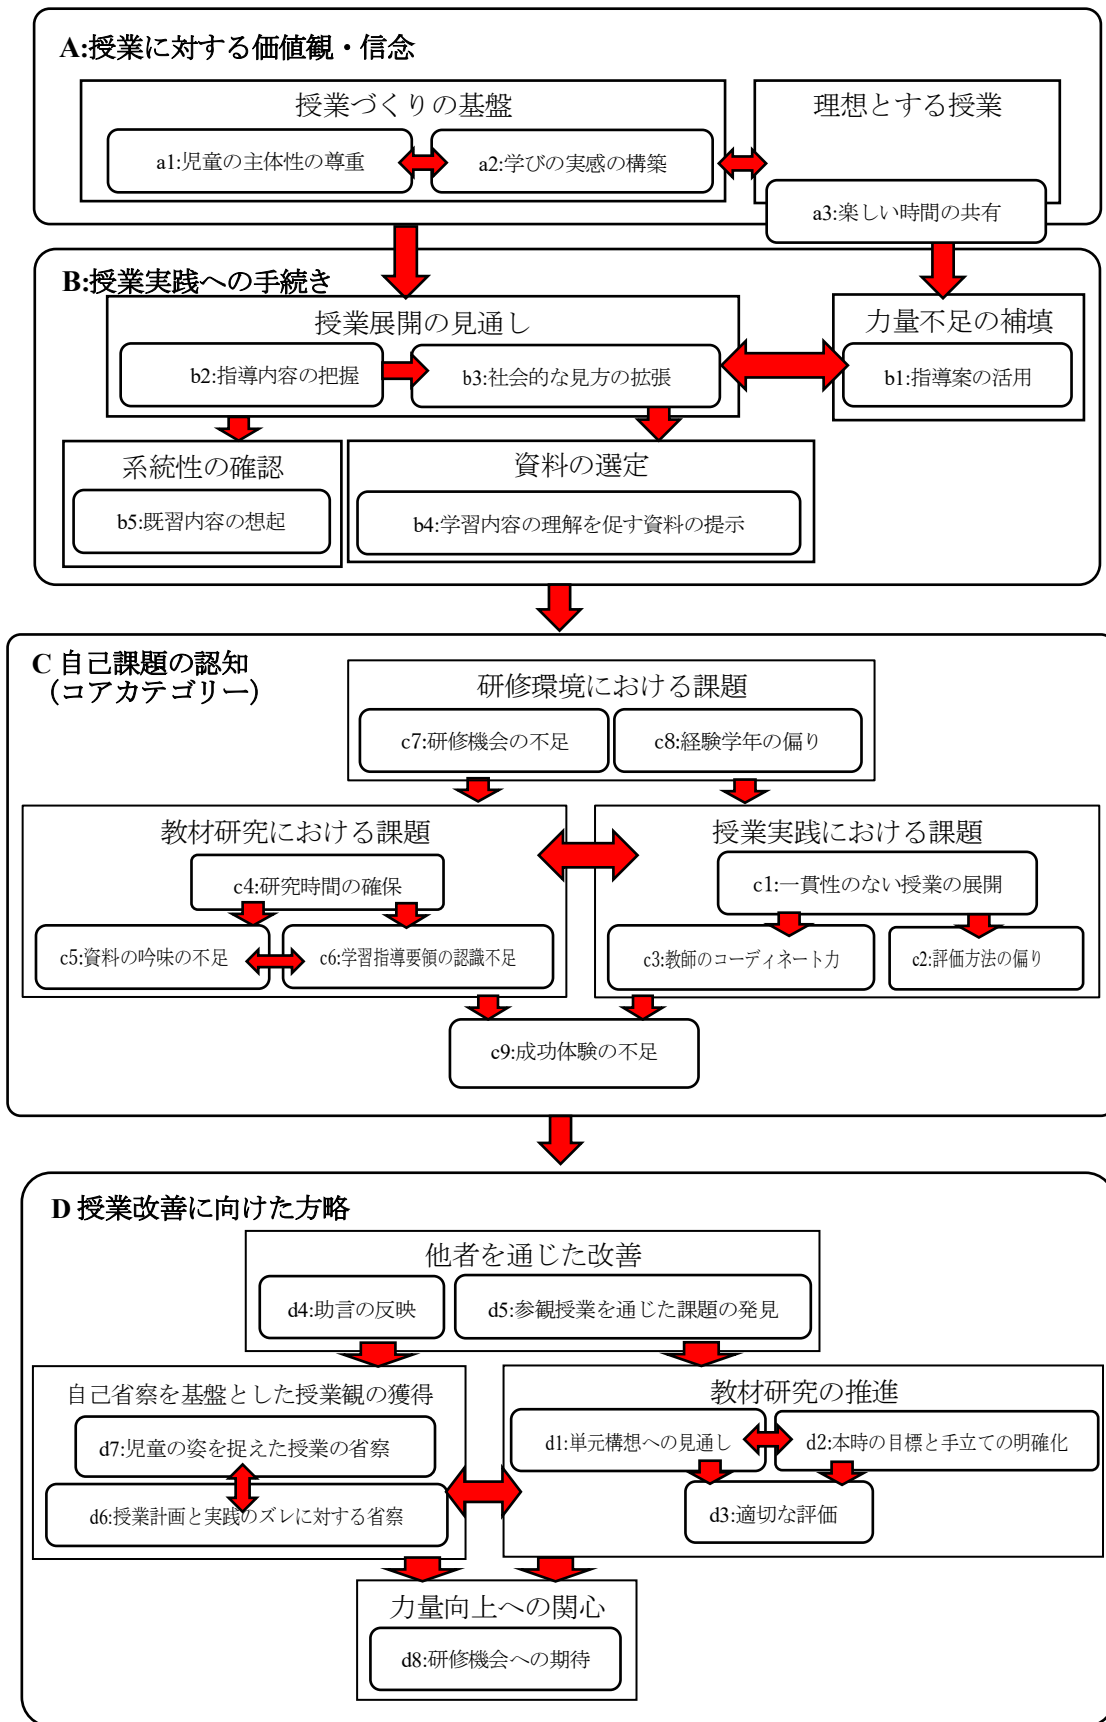 A:授業に対する価値観・信念
授業づくりの基盤
理想とする授業
a1:児童の主体性の尊重
a2:学びの実感の構築
a3:楽しい時間の共有
B:授業実践への手続き
授業展開の見通し
力量不足の補填
b2:指導内容の把握
b3:社会的な見方の拡張
b1:指導案の活用
系統性の確認
資料の選定
b5:既習内容の想起
b4:学習内容の理解を促す資料の提示
C 自己課題の認知
（コアカテゴリー）
研修環境における課題
c7:研修機会の不足
c8:経験学年の偏り
教材研究における課題
授業実践における課題
c4:研究時間の確保
c1:一貫性のない授業の展開
c5:資料の吟味の不足
c6:学習指導要領の認識不足
c3:教師のコーディネート力
c2:評価方法の偏り
c9:成功体験の不足
D 授業改善に向けた方略
他者を通じた改善
d4:助言の反映
d5:参観授業を通じた課題の発見
自己省察を基盤とした授業観の獲得
教材研究の推進
d7:児童の姿を捉えた授業の省察
d1:単元構想への見通し
d2:本時の目標と手立ての明確化
d6:授業計画と実践のズレに対する省察
d3:適切な評価
力量向上への関心
d8:研修機会への期待